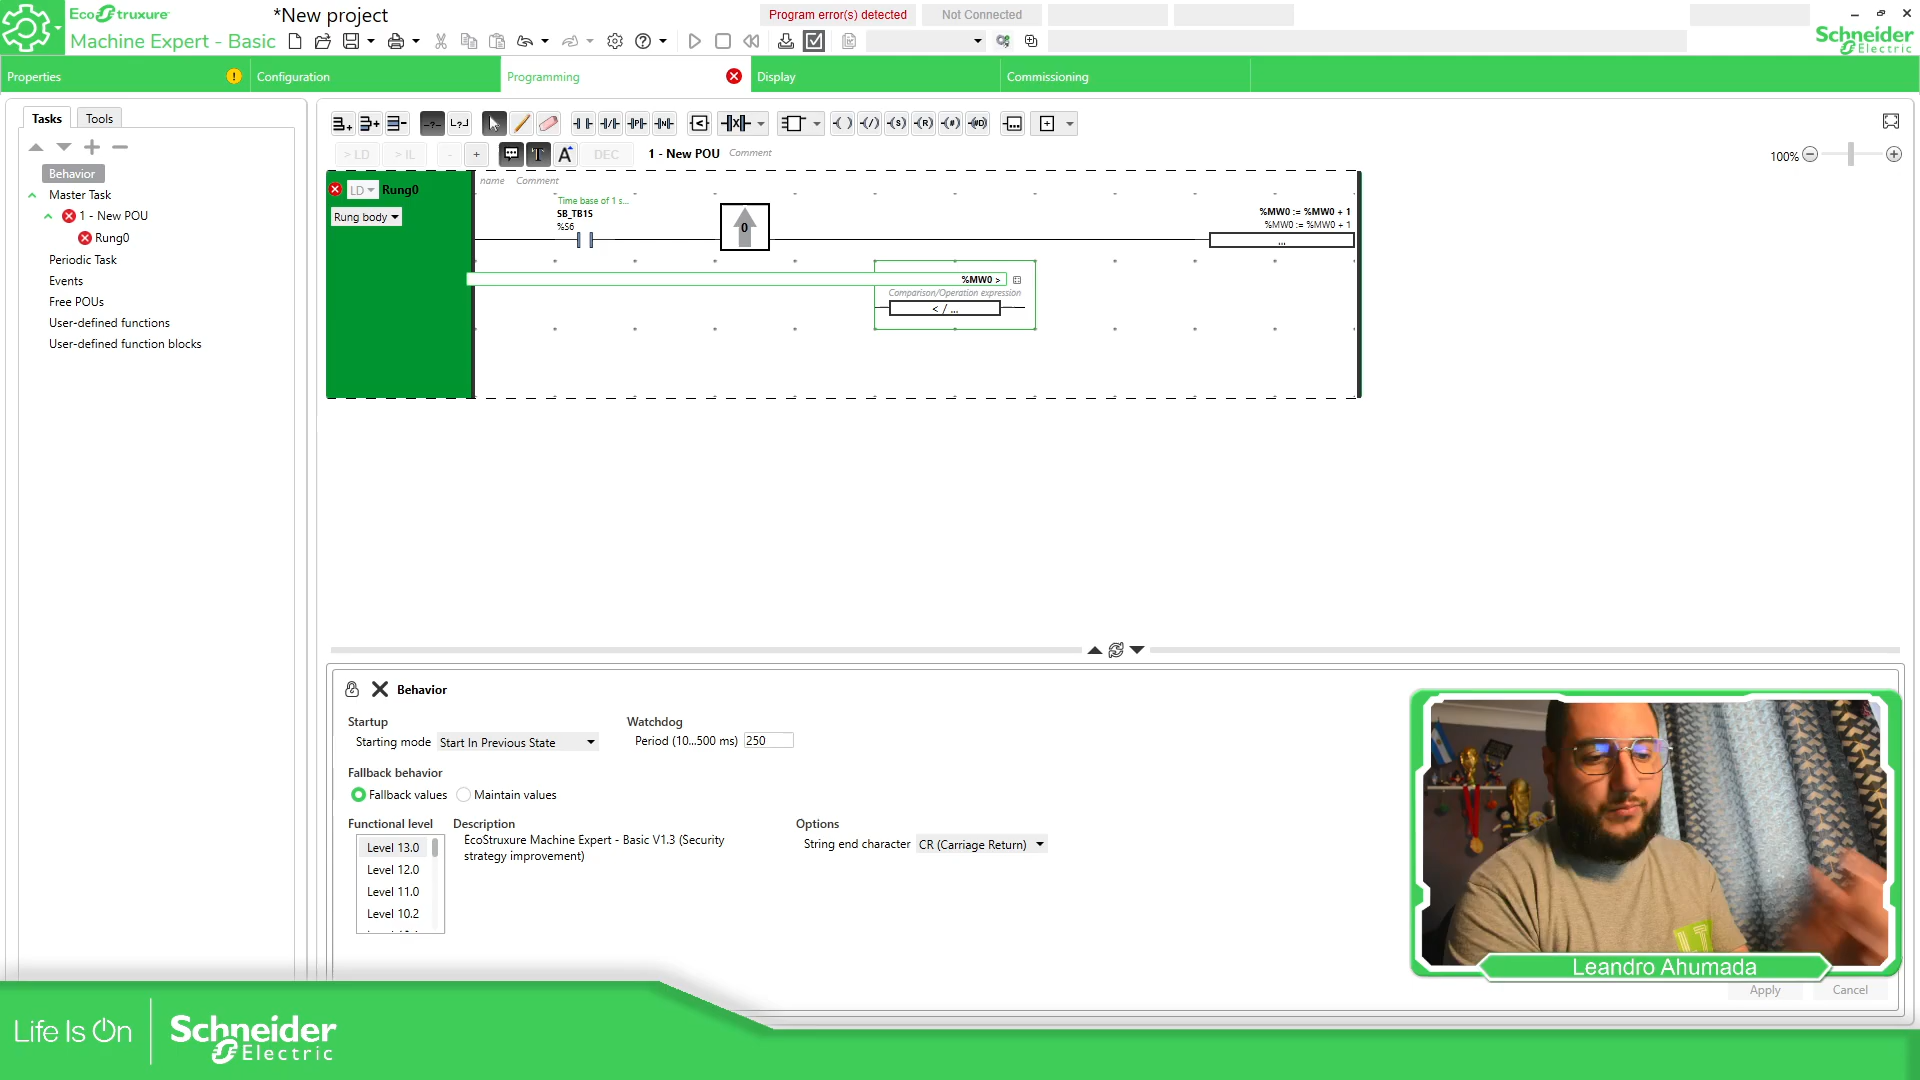 EcoStruxure
Machine Expert - Basic
*New project
Program error(s) detected
Not Connected
Schneider
Electric
Properties
Configuration
Programming
Display
Commissioning
Tasks
Tools
Behavior
Master Task
1 - New POU
Rung0
Periodic Task
Events
Free POUs
User-defined functions
User-defined function blocks
> LD
> IL
-
+
DEC
1 - New POU
Comment
100%
LD
Rung0
Rung body
name
Comment
Time base of 1 s...
SB_TB1S
%S6
0
%MW0 := %MW0 + 1
%MW0 := %MW0 + 1
...
%MW0 >
Comparison/Operation expression
< / ...
Behavior
Startup
Starting mode
Start In Previous State
Watchdog
Period (10...500 ms)
250
Fallback behavior
Fallback values
Maintain values
Functional level
Level 13.0
Level 12.0
Level 11.0
Level 10.2
Description
EcoStruxure Machine Expert - Basic V1.3 (Security
strategy improvement)
Options
String end character
CR (Carriage Return)
Leandro Ahumada
Apply
Cancel
Life Is On
Schneider
Electric